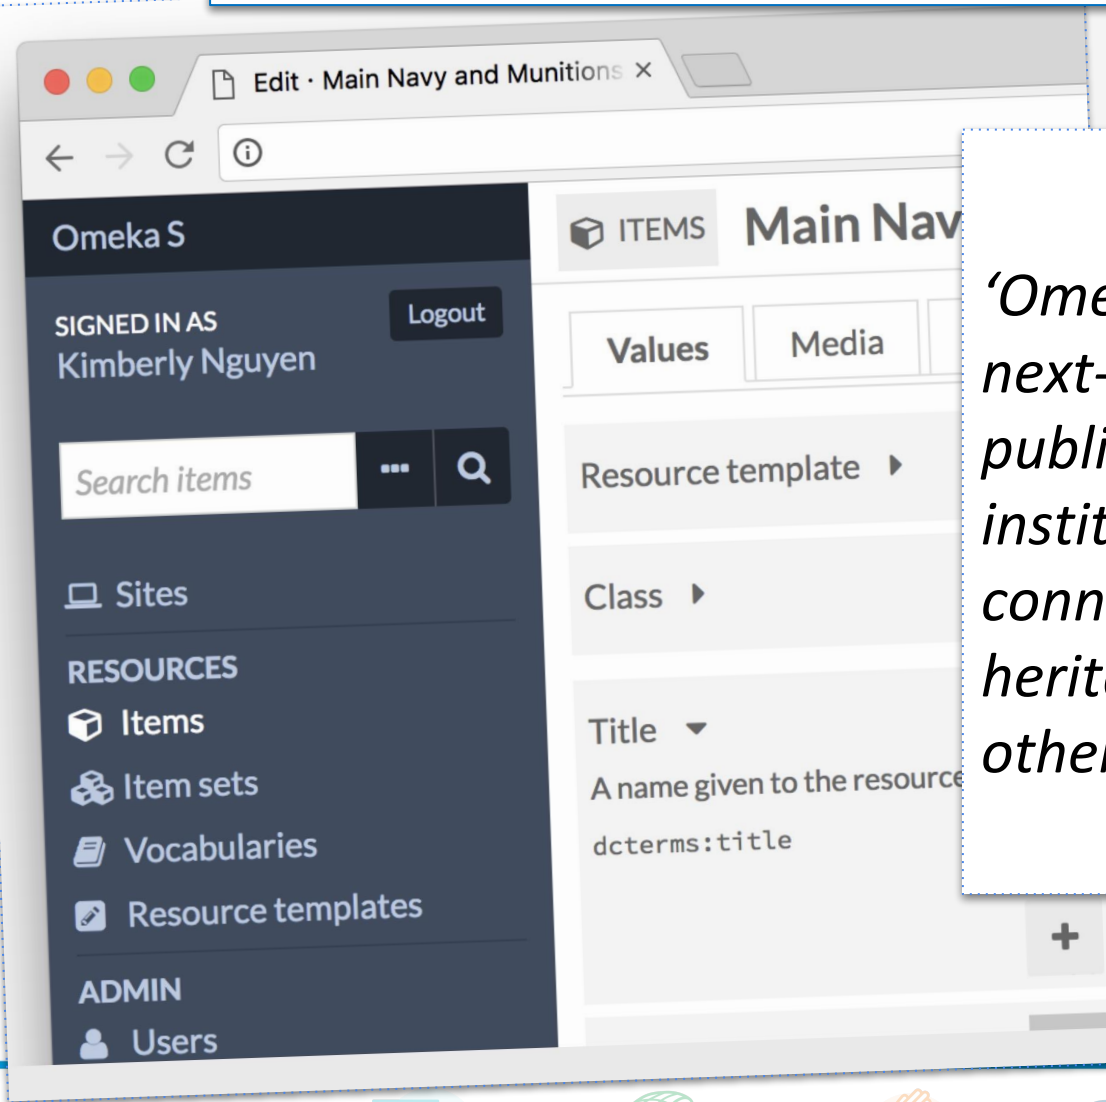 Edit · Main Navy and Munitions
Omeka S
SIGNED IN AS
Kimberly Nguyen
Logout
Search items
Sites
RESOURCES
Items
Item sets
Vocabularies
Resource templates
ADMIN
Users
ITEMS
Main Nav
Values
Media
Resource template
Class
Title
A name given to the resource
dcterms:title
‘Ome
next-
publi
instit
conn
herit
other